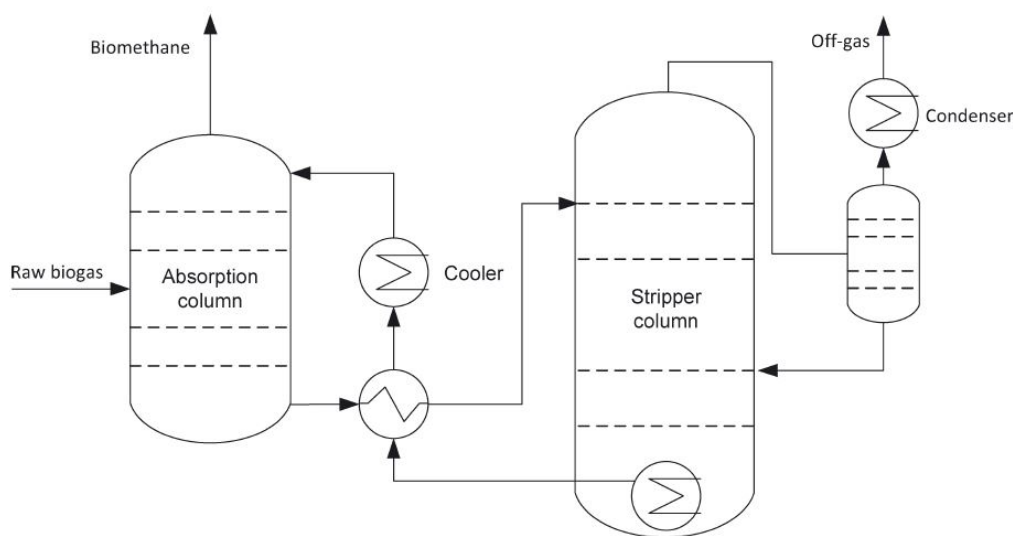 Biomethane
Off-gas
Condenser
Raw biogas
Absorption
column
Cooler
Stripper
column